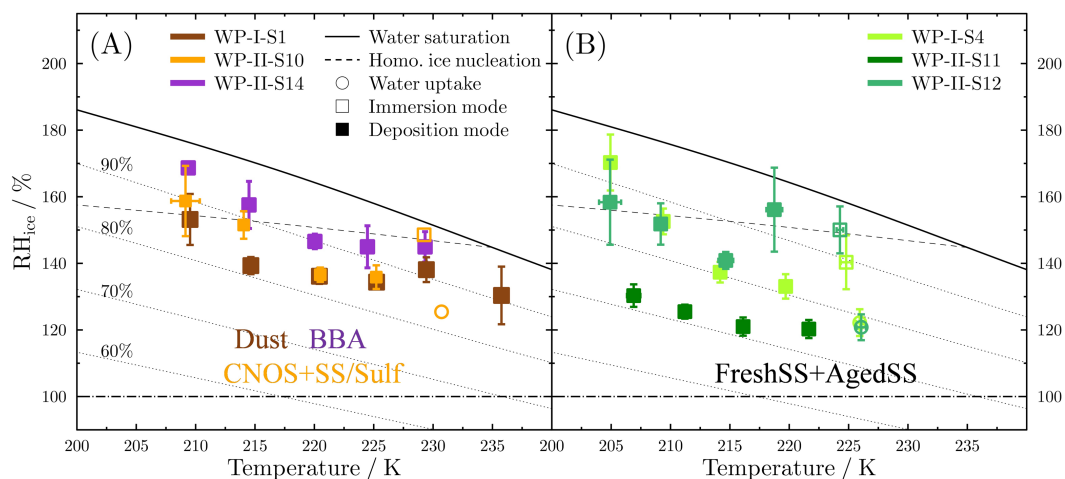 (A)
WP-I-S1
WP-II-S10
WP-II-S14
Water saturation
Homo. ice nucleation
Water uptake
Immersion mode
Deposition mode
(B)
WP-I-S4
WP-II-S11
WP-II-S12
200
180
160
140
120
100
RHice / %
90%
80%
70%
60%
Dust BBA
CNOS+SS/Sulf
FreshSS+AgedSS
200
180
160
140
120
100
200 205 210 215 220 225 230 235 200 205 210 215 220 225 230 235
Temperature / K
Temperature / K